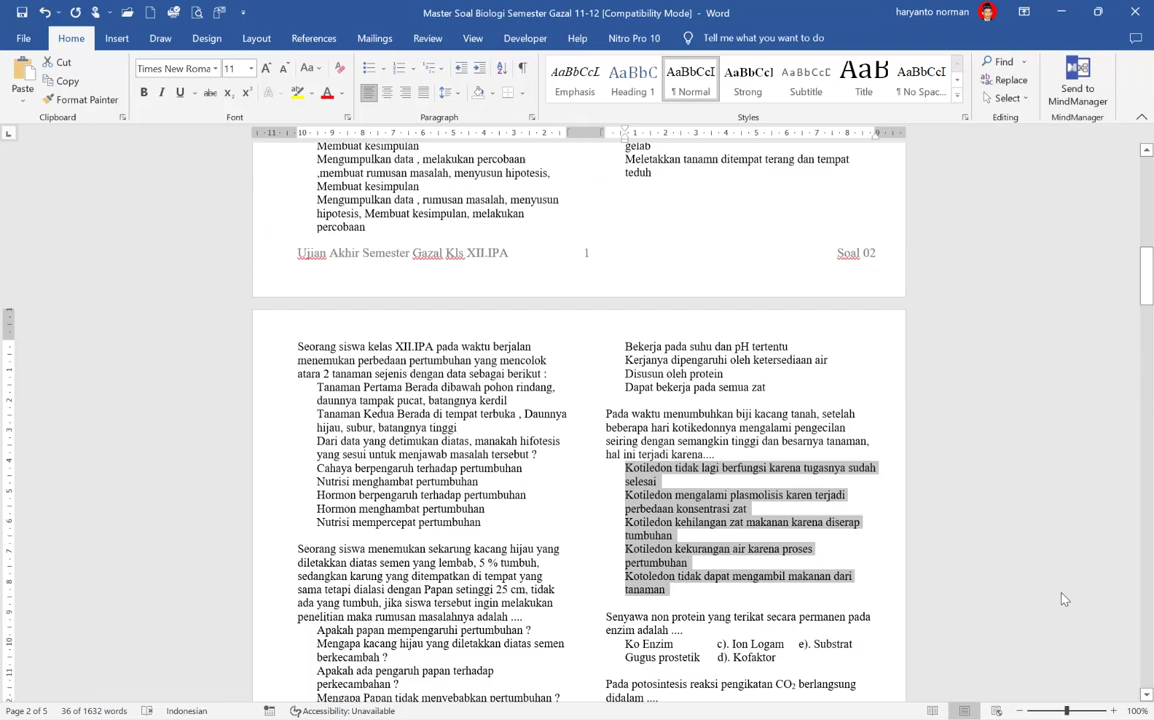 Master Soal Biologi Semester Gazal 11-12 [Compatibility Mode] - Word
haryanto norman
File Home Insert Draw Design Layout References Mailings Review View Developer Help Nitro Pro 10 Tell me what you want to do
Paste
Cut
Copy
Format Painter
Clipboard
Times New Roma 11
Font
Paragraph
AaBbCcI Emphasis
AaBbC Heading 1
AaBbCcI ¶ Normal
AaBbCcI Strong
AaBbCcD Subtitle
AaB Title
AaBbCcI ¶ No Spac...
Styles
Find
Replace
Select
Editing
Send to
MindManager
MindManager
Membuat kesimpulan
Mengumpulkan data , melakukan percobaan
,membuat rumusan masalah, menyusun hipotesis,
Membuat kesimpulan
Mengumpulkan data , rumusan masalah, menyusun
hipotesis, Membuat kesimpulan, melakukan
percobaan
gelab
Meletakkan tanamn ditempat terang dan tempat
teduh
Ujian Akhir Semester Gazal Kls XII.IPA 1 Soal 02
Seorang siswa kelas XII.IPA pada waktu berjalan
menemukan perbedaan pertumbuhan yang mencolok
atara 2 tanaman sejenis dengan data sebagai berikut :
Tanaman Pertama Berada dibawah pohon rindang,
daunnya tampak pucat, batangnya kerdil
Tanaman Kedua Berada di tempat terbuka , Daunnya
hijau, subur, batangnya tinggi
Dari data yang detimukan diatas, manakah hifotesis
yang sesui untuk menjawab masalah tersebut ?
Cahaya berpengaruh terhadap pertumbuhan
Nutrisi menghambat pertumbuhan
Hormon berpengaruh terhadap pertumbuhan
Hormon menghambat pertumbuhan
Nutrisi mempercepat pertumbuhan
Seorang siswa menemukan sekarung kacang hijau yang
diletakkan diatas semen yang lembab, 5 % tumbuh,
sedangkan karung yang ditempatkan di tempat yang
sama tetapi dialasi dengan Papan setinggi 25 cm, tidak
ada yang tumbuh, jika siswa tersebut ingin melakukan
penelitian maka rumusan masalahnya adalah ....
Apakah papan mempengaruhi pertumbuhan ?
Mengapa kacang hijau yang diletakkan diatas semen
berkecambah ?
Apakah ada pengaruh papan terhadap
perkecambahan ?
Mengapa Papan tidak menyebabkan pertumbuhan ?
Bekerja pada suhu dan pH tertentu
Kerjanya dipengaruhi oleh ketersediaan air
Disusun oleh protein
Dapat bekerja pada semua zat
Pada waktu menumbuhkan biji kacang tanah, setelah
beberapa hari kotikedonnya mengalami pengecilan
seiring dengan semangkin tinggi dan besarnya tanaman,
hal ini terjadi karena....
Kotiledon tidak lagi berfungsi karena tugasnya sudah
selesai
Kotiledon mengalami plasmolisis karen terjadi
perbedaan konsentrasi zat
Kotiledon kehilangan zat makanan karena diserap
tumbuhan
Kotiledon kekurangan air karena proses
pertumbuhan
Kotoledon tidak dapat mengambil makanan dari
tanaman
Senyawa non protein yang terikat secara permanen pada
enzim adalah ....
Ko Enzim c). Ion Logam e). Substrat
Gugus prostetik d). Kofaktor
Pada potosintesis reaksi pengikatan CO₂ berlangsung
didalam ....
Page 2 of 5 36 of 1632 words Indonesian Accessibility: Unavailable 100%